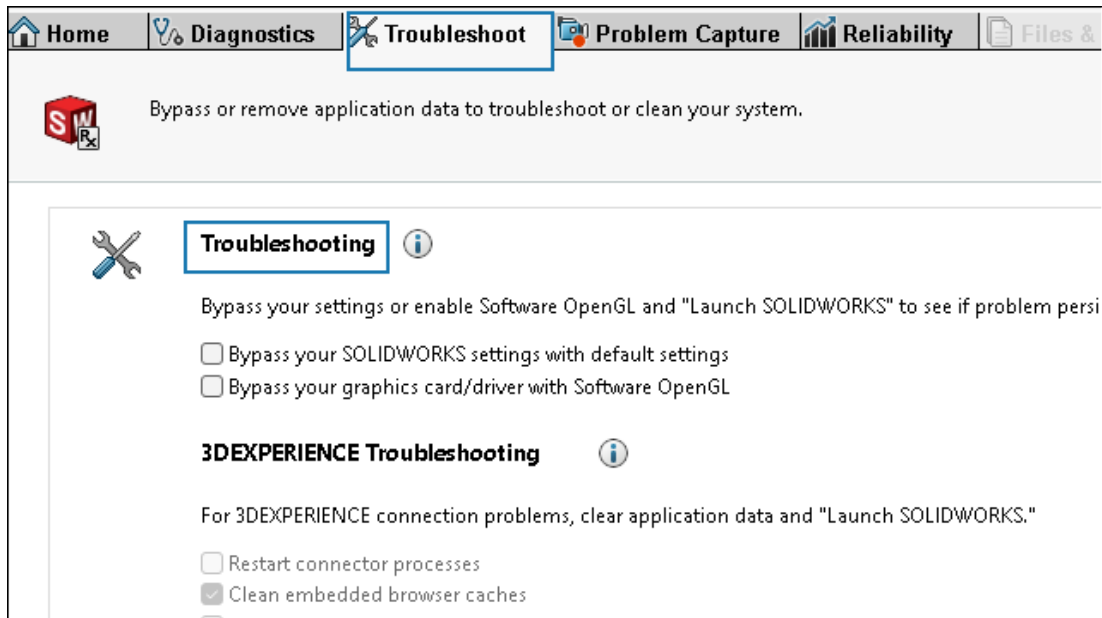 Home Diagnostics Troubleshoot Problem Capture Reliability Files &
Bypass or remove application data to troubleshoot or clean your system.
SW
Rx
Troubleshooting
Bypass your settings or enable Software OpenGL and "Launch SOLIDWORKS" to see if problem persi
Bypass your SOLIDWORKS settings with default settings
Bypass your graphics card/driver with Software OpenGL
3DEXPERIENCE Troubleshooting
For 3DEXPERIENCE connection problems, clear application data and "Launch SOLIDWORKS."
Restart connector processes
Clean embedded browser caches